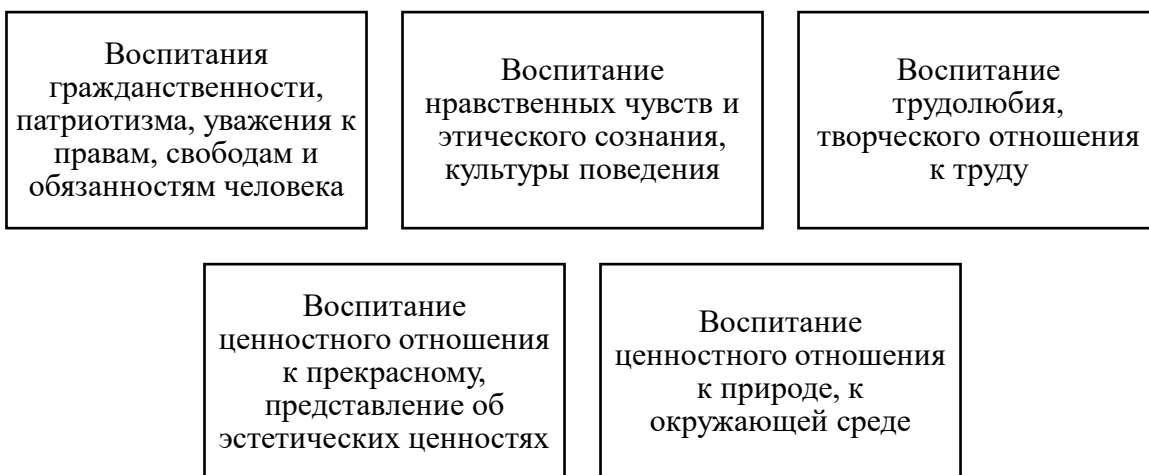 Воспитания
гражданственности,
патриотизма, уважения к
правам, свободам и
обязанностям человека
Воспитание
нравственных чувств и
этического сознания,
культуры поведения
Воспитание
трудолюбия,
творческого отношения
к труду
Воспитание
ценностного отношения
к прекрасному,
представление об
эстетических ценностях
Воспитание
ценностного отношения
к природе, к
окружающей среде